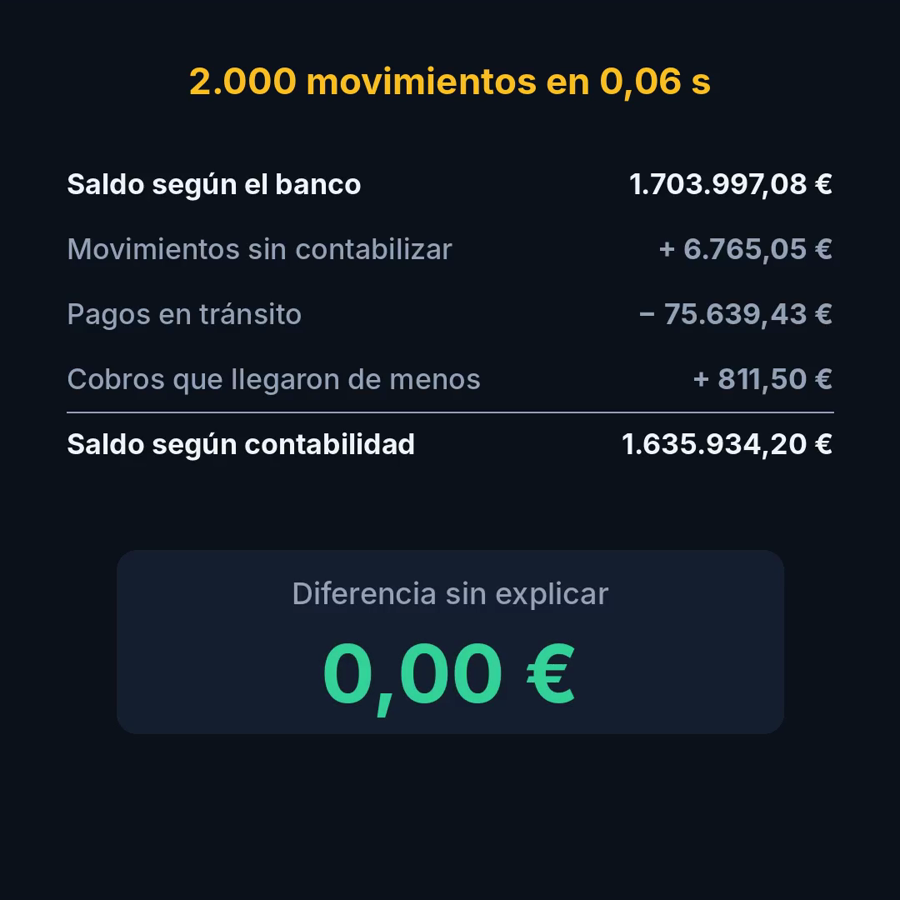 2.000 movimientos en 0,06 s
Saldo según el banco 1.703.997,08 €
Movimientos sin contabilizar + 6.765,05 €
Pagos en tránsito − 75.639,43 €
Cobros que llegaron de menos + 811,50 €
Saldo según contabilidad 1.635.934,20 €
Diferencia sin explicar
0,00 €